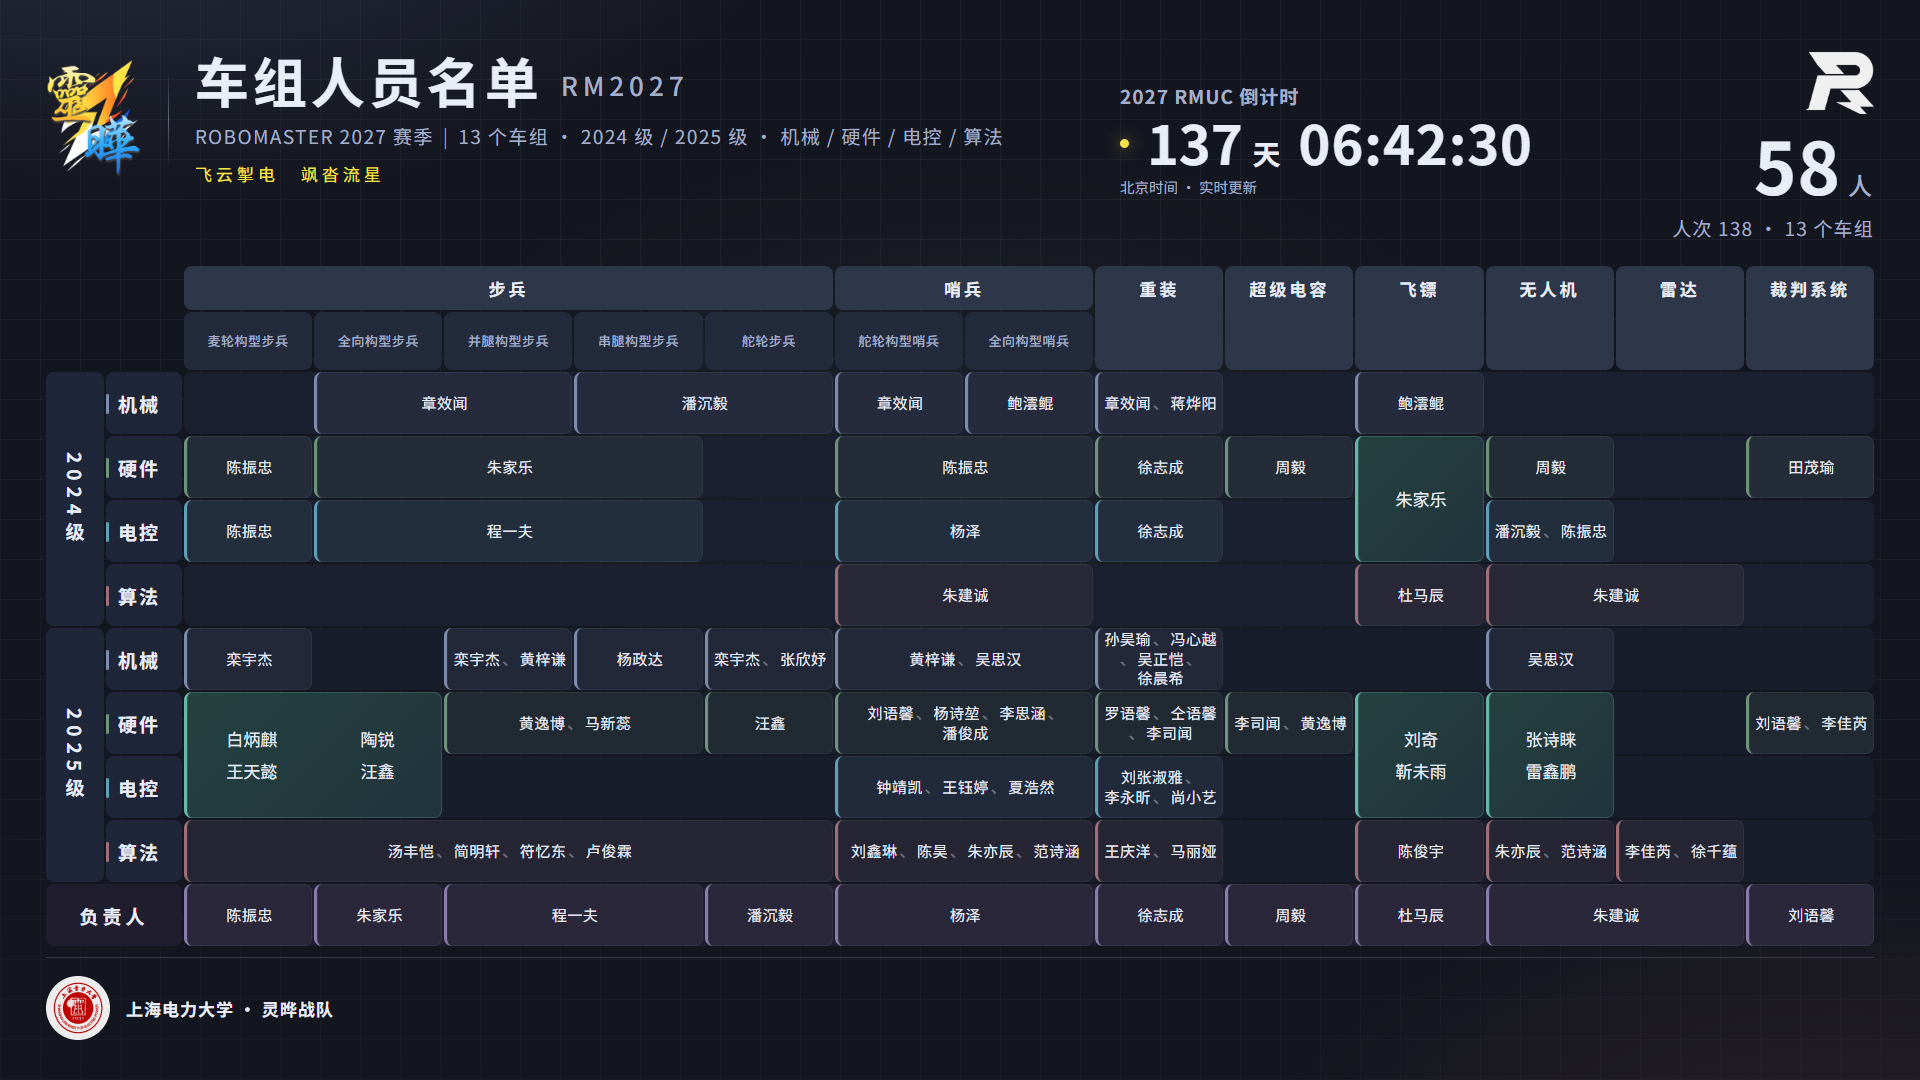 靈晔
车组人员名单 RM2027
ROBOMASTER 2027 赛季 | 13 个车组 · 2024 级 / 2025 级 · 机械 / 硬件 / 电控 / 算法
飞云掣电 飒沓流星
2027 RMUC 倒计时
137 天 06:42:30
北京时间 · 实时更新
58 人
人次 138 · 13 个车组
步兵 哨兵 重装 超级电容 飞镖 无人机 雷达 裁判系统
麦轮构型步兵 全向构型步兵 并腿构型步兵 串腿构型步兵 舵轮步兵 舵轮构型哨兵 全向构型哨兵
2024级
机械 章效闻 潘沉毅 章效闻 鲍澐鲲 章效闻、蒋烨阳 鲍澐鲲
硬件 陈振忠 朱家乐 陈振忠 徐志成 周毅 朱家乐 周毅 田茂瑜
电控 陈振忠 程一夫 杨泽 徐志成 潘沉毅、陈振忠
算法 朱建诚 杜马辰 朱建诚
2025级
机械 栾宇杰 栾宇杰、黄梓谦 杨政达 栾宇杰、张欣妤 黄梓谦、吴思汉 孙昊瑜、冯心越
、吴正恺、
徐晨希 吴思汉
硬件 白炳麒 陶锐
王天懿 汪鑫 黄逸博、马新蕊 汪鑫 刘语馨、杨诗堃、李思涵、
潘俊成 罗语馨、仝语馨
、李司闻 李司闻、黄逸博 刘奇
靳未雨 张诗睐
雷鑫鹏 刘语馨、李佳芮
电控 钟靖凯、王钰婷、夏浩然 刘张淑雅、
李永昕、尚小艺
算法 汤丰恺、简明轩、符忆东、卢俊霖 刘鑫琳、陈昊、朱亦辰、范诗涵 王庆洋、马丽娅 陈俊宇 朱亦辰、范诗涵 李佳芮、徐千蕴
负责人 陈振忠 朱家乐 程一夫 潘沉毅 杨泽 徐志成 周毅 杜马辰 朱建诚 刘语馨
上海电力大学 · 灵晔战队